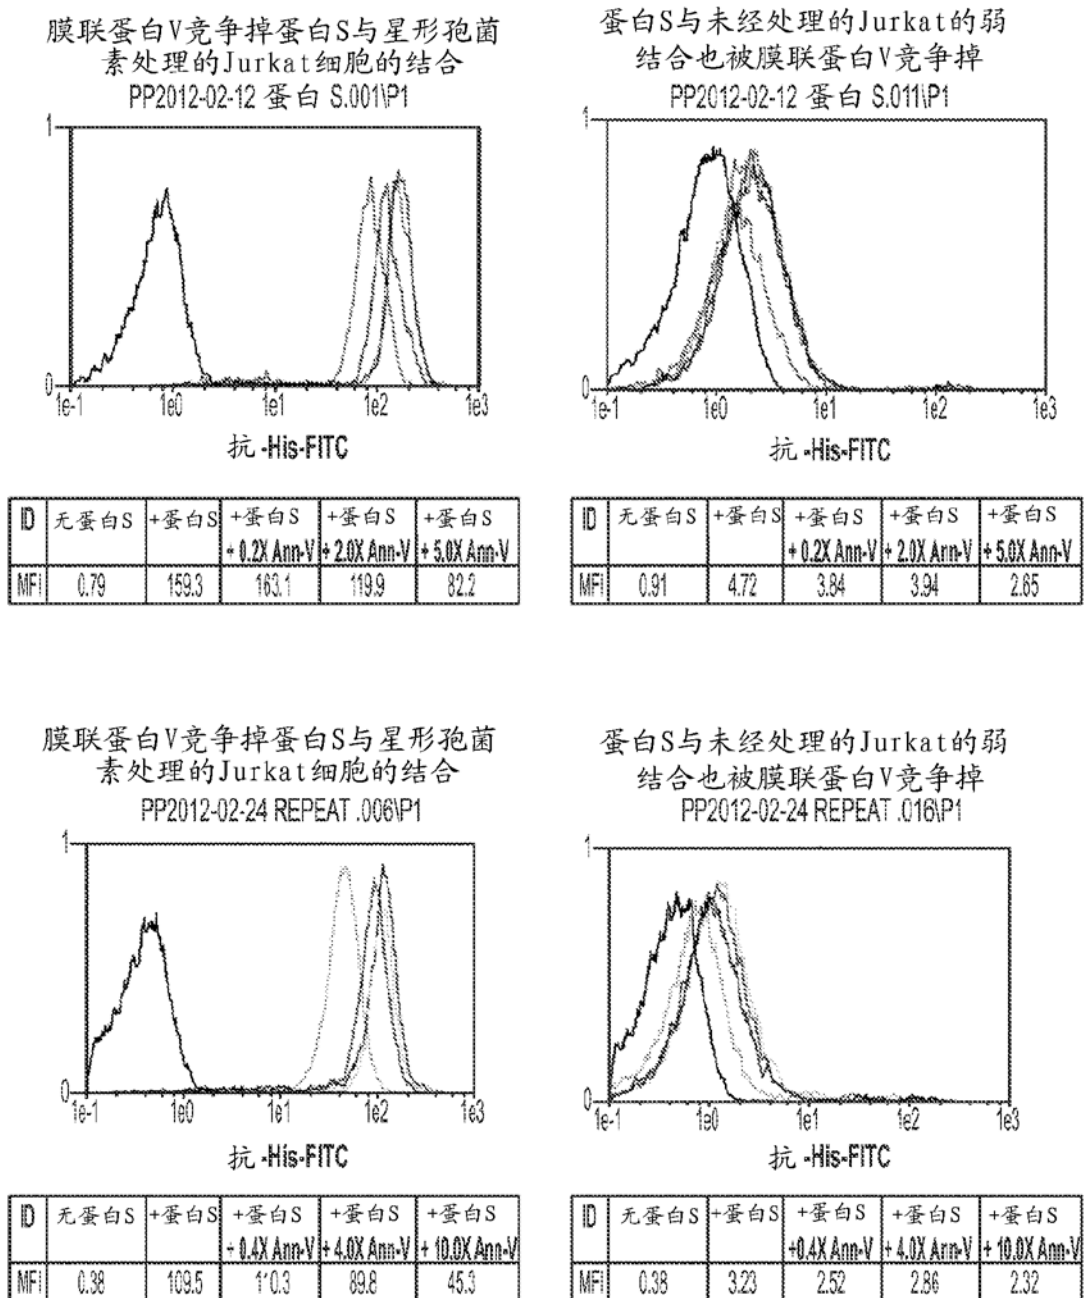 膜联蛋白V竞争掉蛋白S与星形孢菌
素处理的Jurkat细胞的结合
PP2012-02-12 蛋白 S.001\P1
1
0
1e-1 1e0 1e1 1e2 1e3
抗-His-FITC
ID 无蛋白S +蛋白S +蛋白S +蛋白S +蛋白S
+ 0.2X Ann-V + 2.0X Ann-V + 5.0X Ann-V
MFI 0.79 159.3 163.1 119.9 82.2
蛋白S与未经处理的Jurkat的弱
结合也被膜联蛋白V竞争掉
PP2012-02-12 蛋白 S.011\P1
1
0
1e-1 1e0 1e1 1e2 1e3
抗-His-FITC
ID 无蛋白S +蛋白S +蛋白S +蛋白S +蛋白S
+ 0.2X Ann-V + 2.0X Ann-V + 5.0X Ann-V
MFI 0.91 4.72 3.84 3.94 2.65
膜联蛋白V竞争掉蛋白S与星形孢菌
素处理的Jurkat细胞的结合
PP2012-02-24 REPEAT .006\P1
1
0
1e-1 1e0 1e1 1e2 1e3
抗-His-FITC
ID 无蛋白S +蛋白S +蛋白S +蛋白S +蛋白S
+ 0.4X Ann-V + 4.0X Ann-V + 10.0X Ann-V
MFI 0.38 109.5 110.3 89.8 45.3
蛋白S与未经处理的Jurkat的弱
结合也被膜联蛋白V竞争掉
PP2012-02-24 REPEAT .016\P1
1
0
1e-1 1e0 1e1 1e2 1e3
抗-His-FITC
ID 无蛋白S +蛋白S +蛋白S +蛋白S +蛋白S
+0.4X Ann-V + 4.0X Ann-V + 10.0X Ann-V
MFI 0.38 3.23 2.52 2.86 2.32